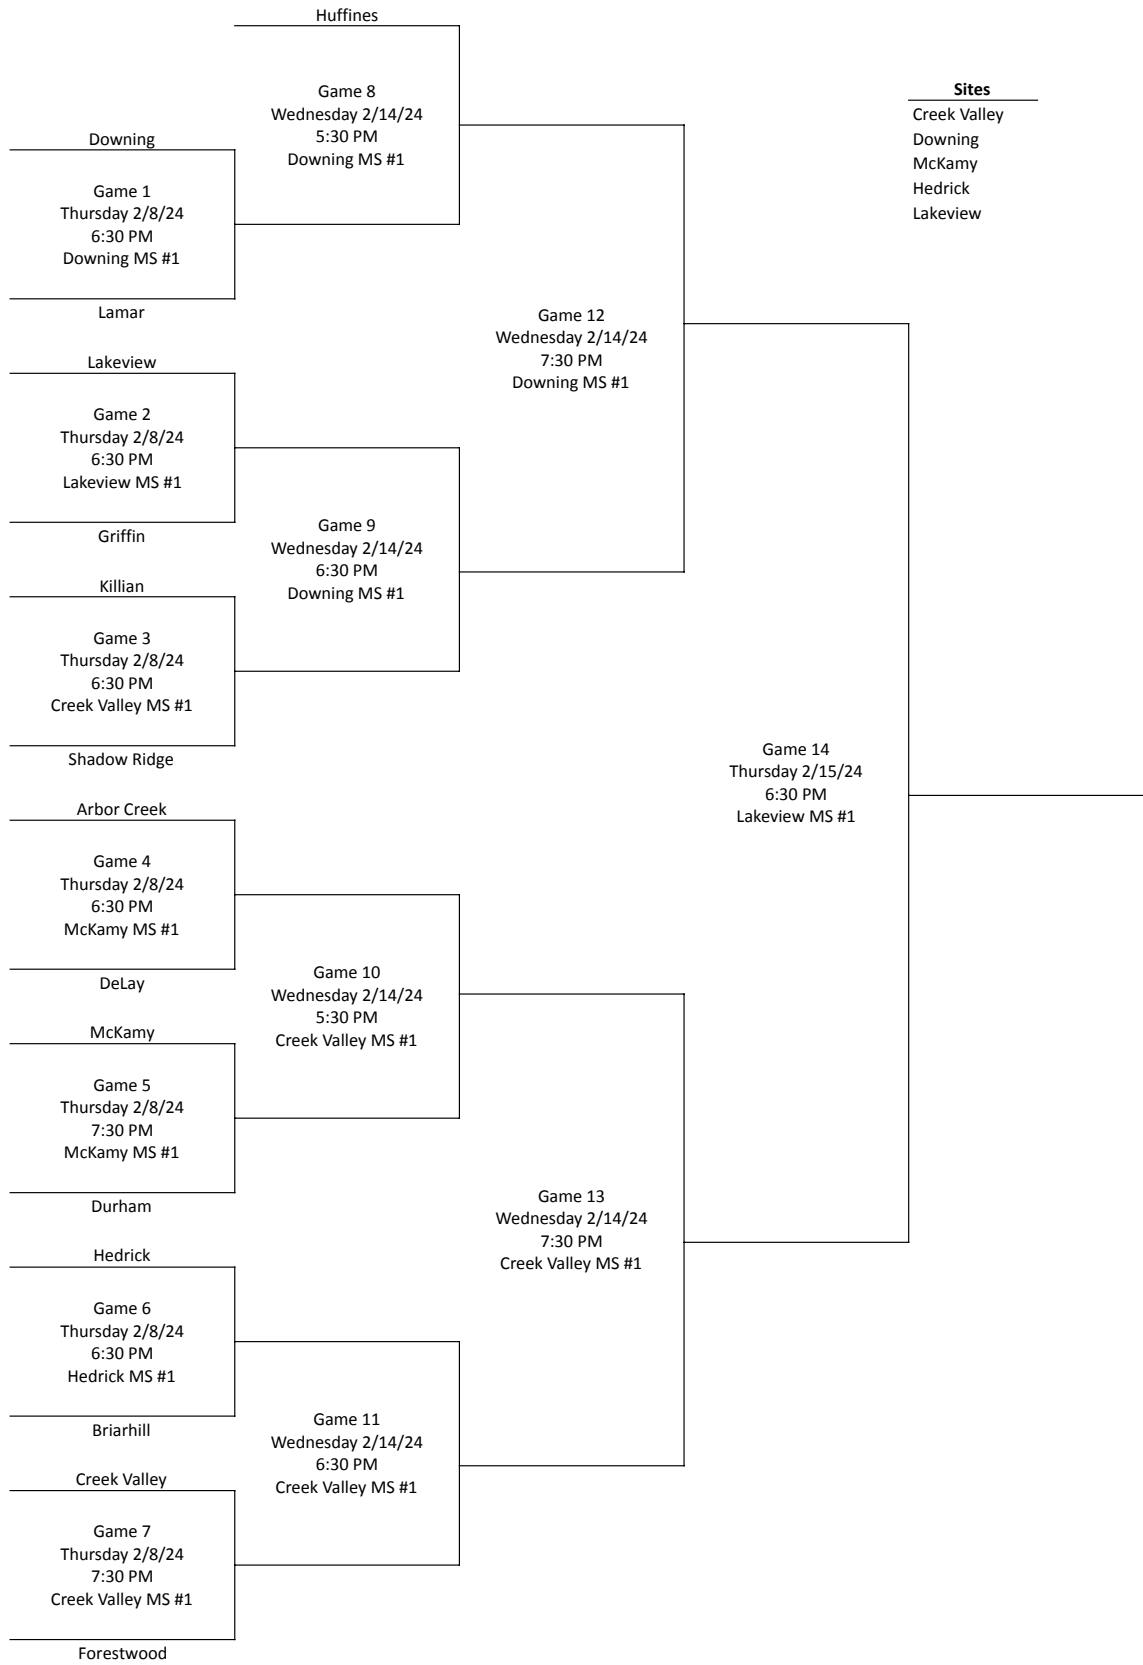 Huffines
Game 8
Wednesday 2/14/24
5:30 PM
Downing MS #1
Sites
Creek Valley
Downing
McKamy
Hedrick
Lakeview
Downing
Game 1
Thursday 2/8/24
6:30 PM
Downing MS #1
Lamar
Game 12
Wednesday 2/14/24
7:30 PM
Downing MS #1
Lakeview
Game 2
Thursday 2/8/24
6:30 PM
Lakeview MS #1
Griffin
Game 9
Wednesday 2/14/24
6:30 PM
Downing MS #1
Killian
Game 3
Thursday 2/8/24
6:30 PM
Creek Valley MS #1
Shadow Ridge
Game 14
Thursday 2/15/24
6:30 PM
Lakeview MS #1
Arbor Creek
Game 4
Thursday 2/8/24
6:30 PM
McKamy MS #1
DeLay
Game 10
Wednesday 2/14/24
5:30 PM
Creek Valley MS #1
McKamy
Game 5
Thursday 2/8/24
7:30 PM
McKamy MS #1
Durham
Game 13
Wednesday 2/14/24
7:30 PM
Creek Valley MS #1
Hedrick
Game 6
Thursday 2/8/24
6:30 PM
Hedrick MS #1
Briarhill
Game 11
Wednesday 2/14/24
6:30 PM
Creek Valley MS #1
Creek Valley
Game 7
Thursday 2/8/24
7:30 PM
Creek Valley MS #1
Forestwood